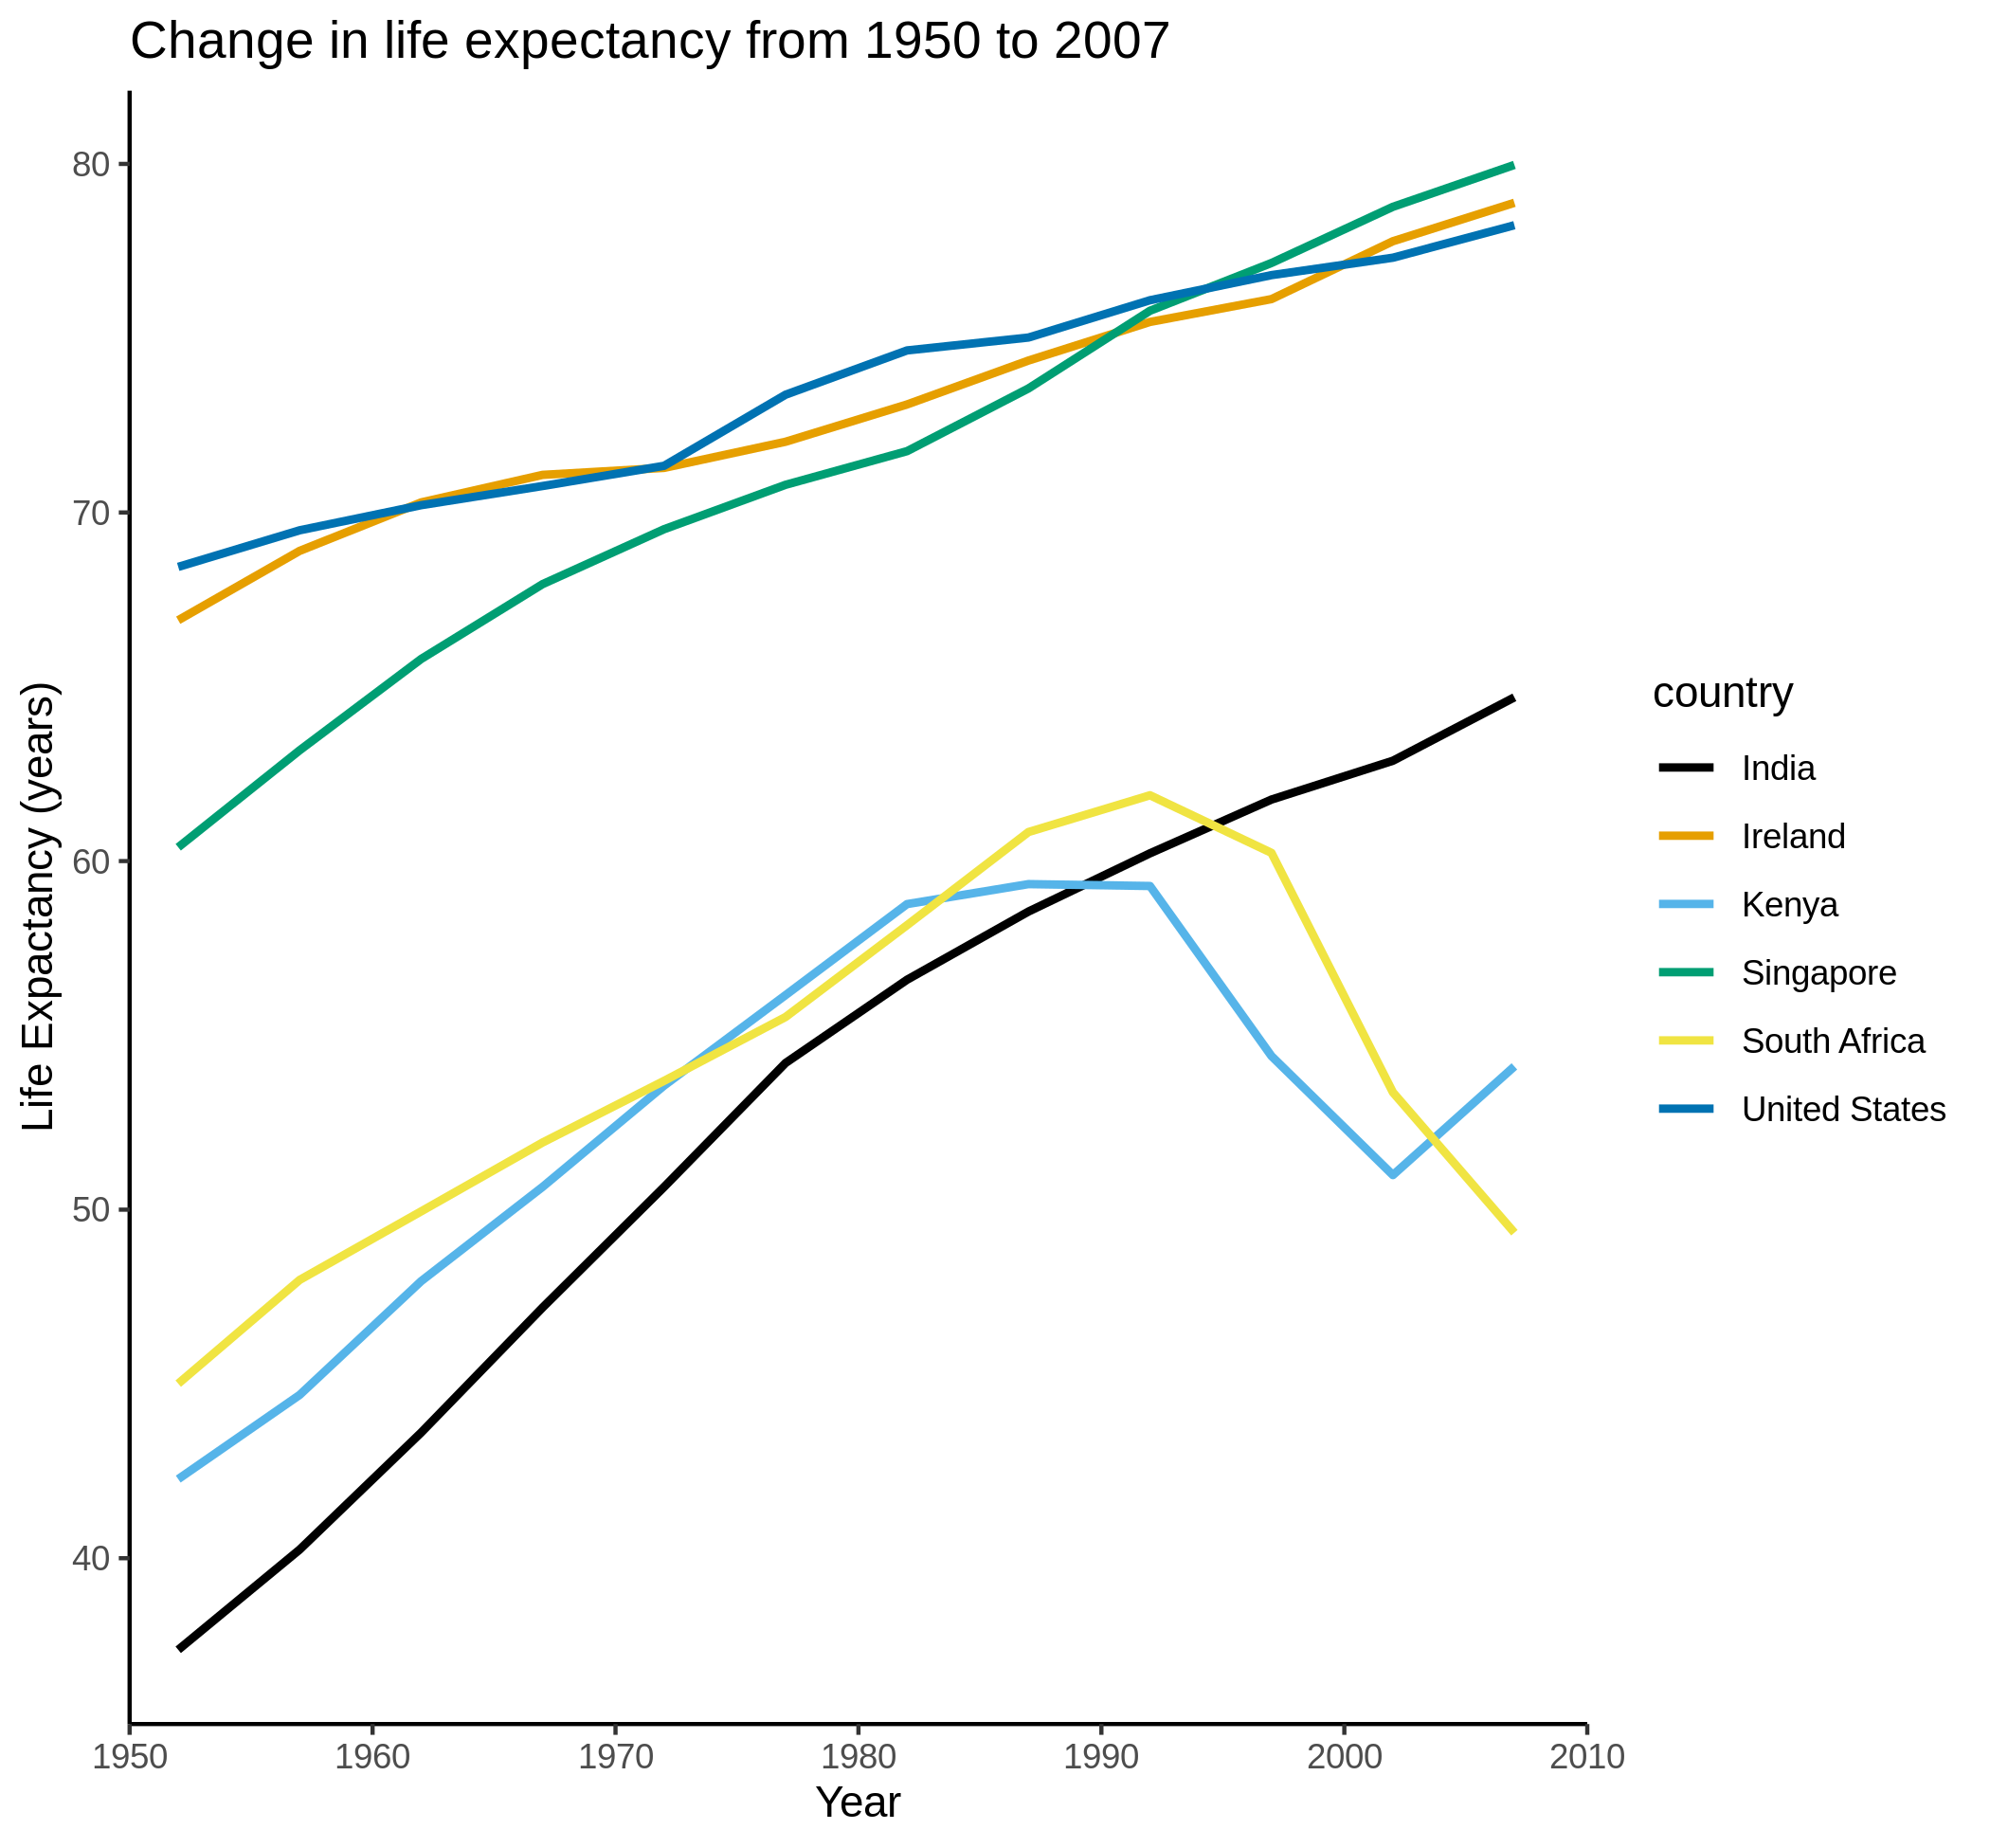 Change in life expectancy from 1950 to 2007
Life Expactancy (years)
80
70
60
50
40
1950 1960 1970 1980 1990 2000 2010
Year
country
India
Ireland
Kenya
Singapore
South Africa
United States